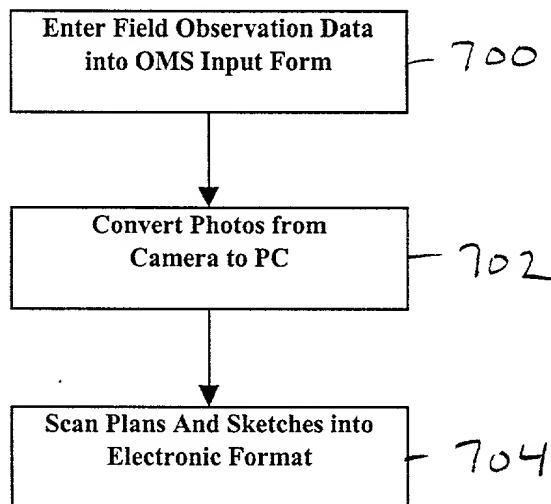 Enter Field Observation Data
into OMS Input Form
700
Convert Photos from
Camera to PC
702
Scan Plans And Sketches into
Electronic Format
704